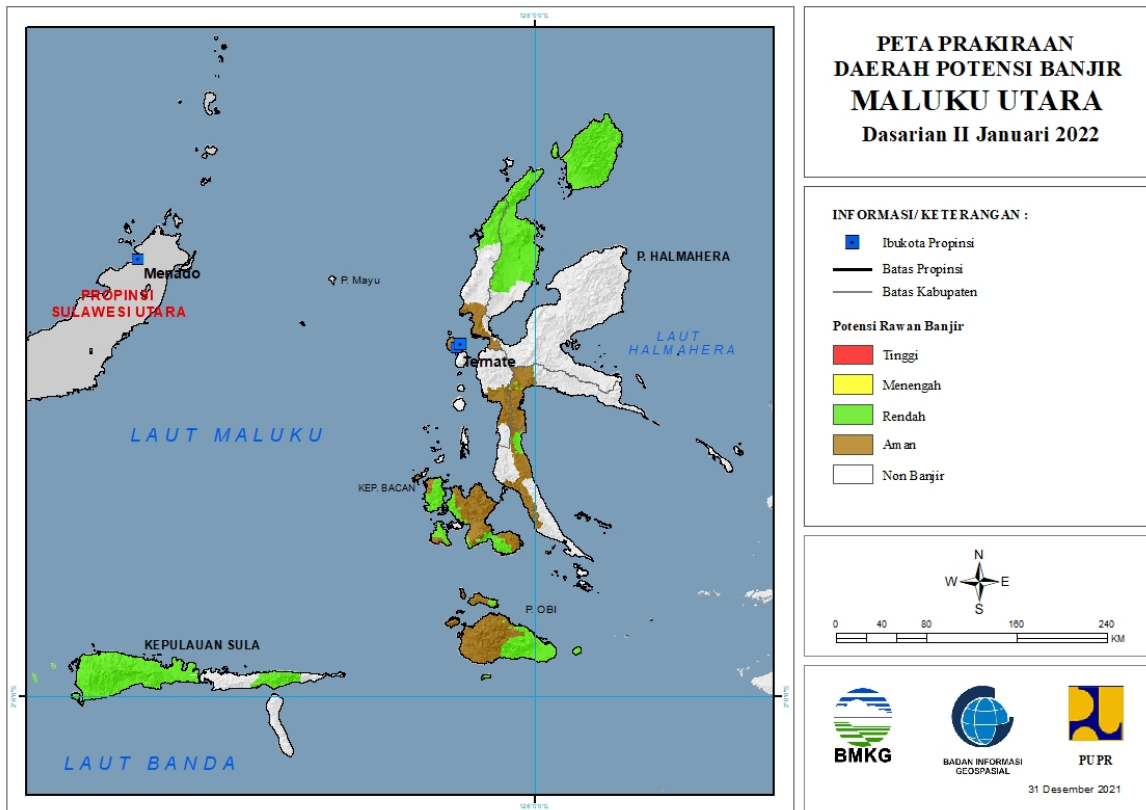 128°0'0"E
PETA PRAKIRAAN
DAERAH POTENSI BANJIR
MALUKU UTARA
Dasarian II Januari 2022
Menado
PROPINSI
SULAWESI UTARA
P. Mayu
P. HALMAHERA
LAUT
HALMAHERA
Ternate
LAUT MALUKU
KEP. BACAN
P. OBI
KEPULAUAN SULA
LAUT BANDA
INFORMASI/ KETERANGAN :
Ibukota Propinsi
Batas Propinsi
Batas Kabupaten
Potensi Rawan Banjir
Tinggi
Menengah
Rendah
Aman
Non Banjir
N
W E
S
0 40 80 160 240
KM
BMKG
BADAN INFORMASI
GEOSPASIAL
PUPR
31 Desember 2021